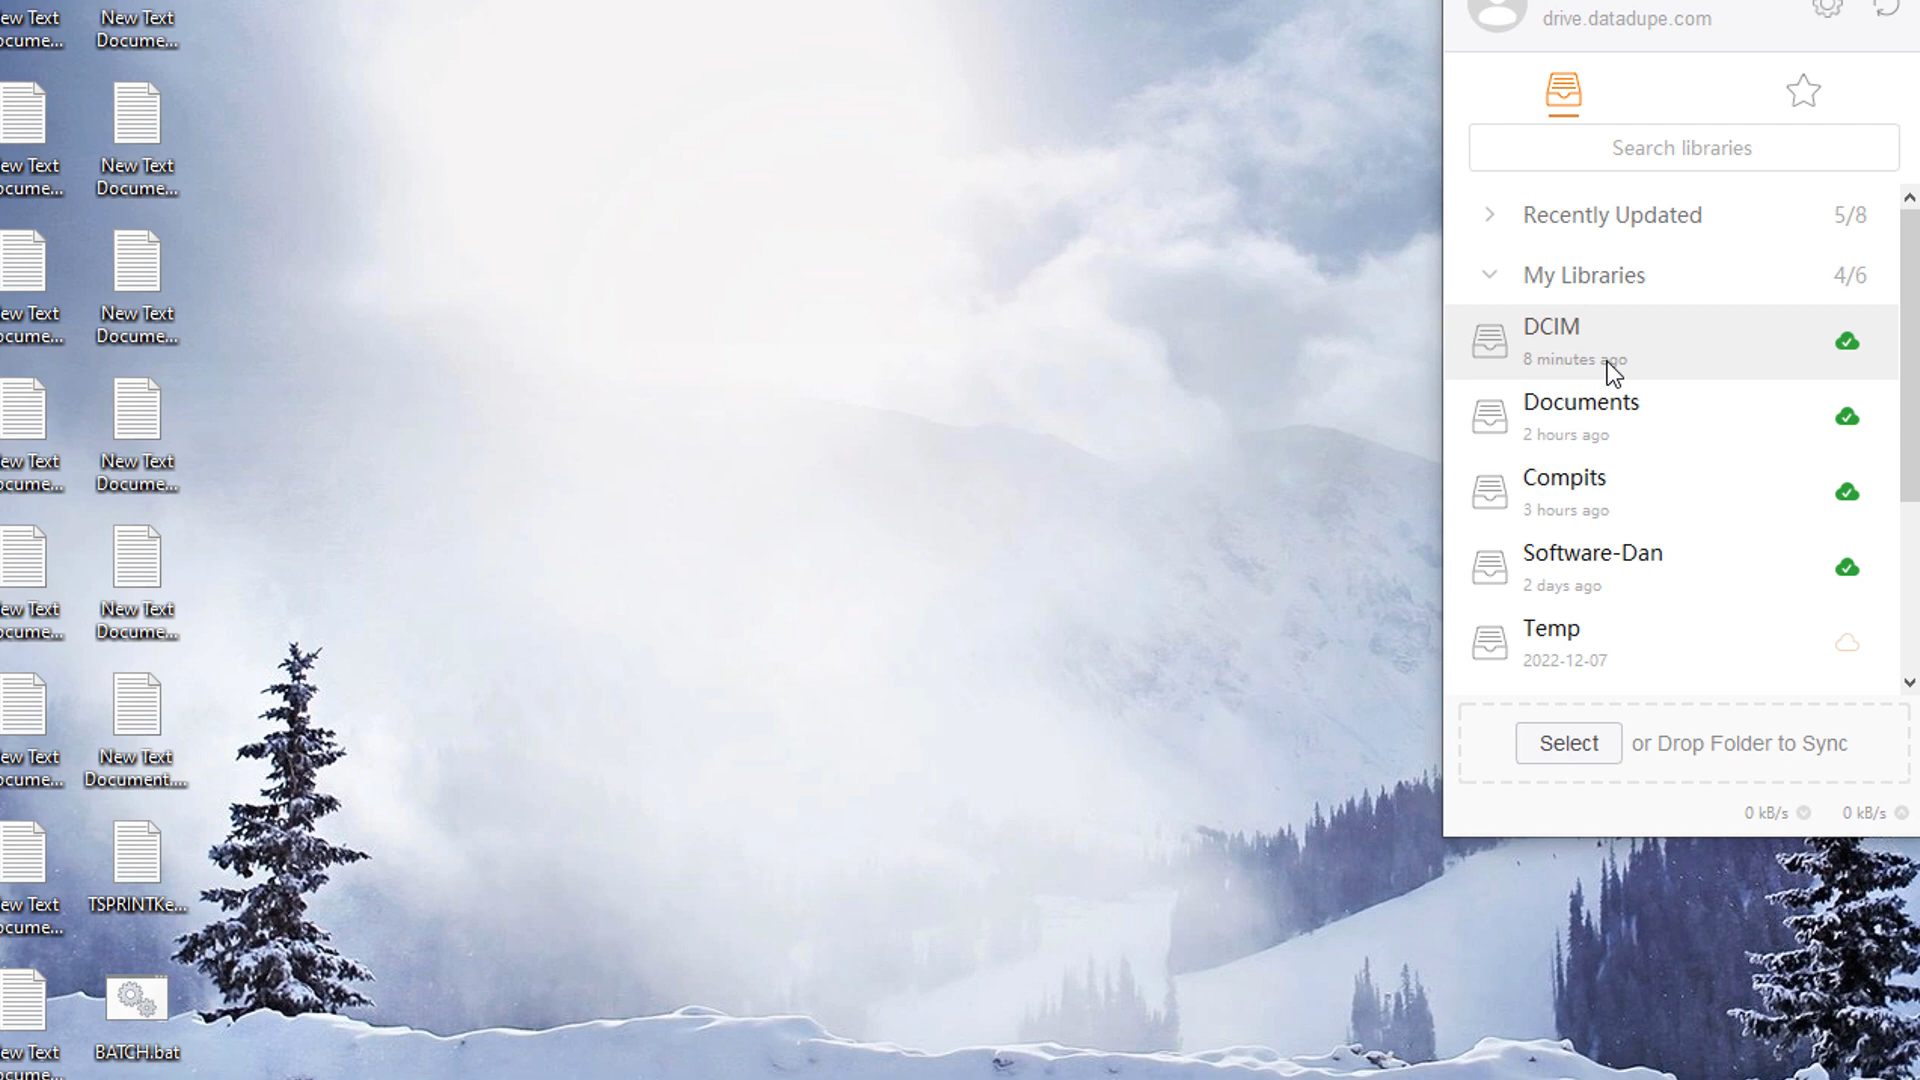 ew Text
ocume...
New Text
Docume...
ew Text
ocume...
New Text
Docume...
ew Text
ocume...
New Text
Docume...
ew Text
ocume...
New Text
Docume...
ew Text
ocume...
New Text
Docume...
ew Text
ocume...
New Text
Document....
ew Text
ocume...
TSPRINTKe...
ew Text
ocume...
BATCH.bat
drive.datadupe.com
Search libraries
Recently Updated 5/8
My Libraries 4/6
DCIM
8 minutes ago
Documents
2 hours ago
Compits
3 hours ago
Software-Dan
2 days ago
Temp
2022-12-07
Select or Drop Folder to Sync
0 kB/s 0 kB/s